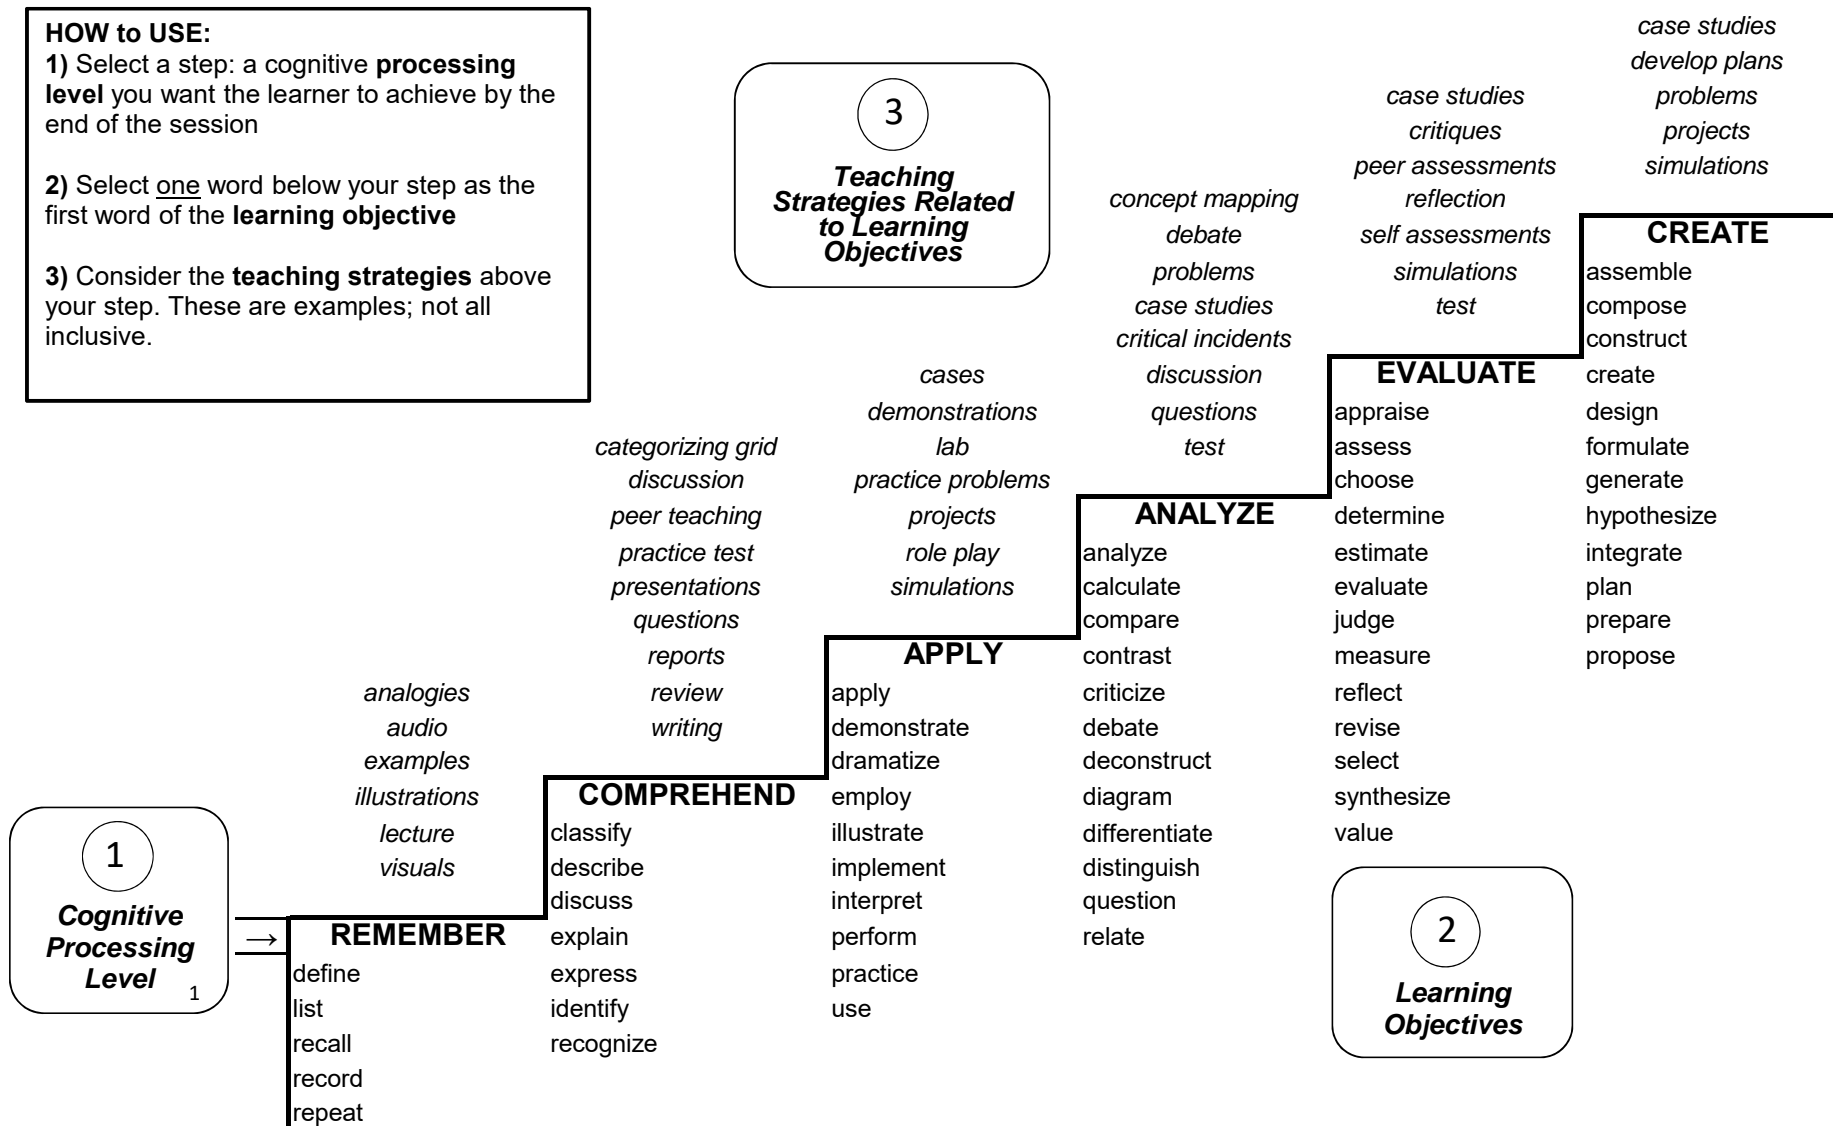 HOW to USE:
1) Select a step: a cognitive processing
level you want the learner to achieve by the
end of the session
2) Select one word below your step as the
first word of the learning objective
3) Consider the teaching strategies above
your step. These are examples; not all
inclusive.
3
Teaching
Strategies Related
to Learning
Objectives
1
Cognitive
Processing
Level 1
→
analogies
audio
examples
illustrations
lecture
visuals
REMEMBER
define
list
recall
record
repeat
categorizing grid
discussion
peer teaching
practice test
presentations
questions
reports
review
writing
COMPREHEND
classify
describe
discuss
explain
express
identify
recognize
cases
demonstrations
lab
practice problems
projects
role play
simulations
APPLY
apply
demonstrate
dramatize
employ
illustrate
implement
interpret
perform
practice
use
concept mapping
debate
problems
case studies
critical incidents
discussion
questions
test
ANALYZE
analyze
calculate
compare
contrast
criticize
debate
deconstruct
diagram
differentiate
distinguish
question
relate
case studies
critiques
peer assessments
reflection
self assessments
simulations
test
EVALUATE
appraise
assess
choose
determine
estimate
evaluate
judge
measure
reflect
revise
select
synthesize
value
case studies
develop plans
problems
projects
simulations
CREATE
assemble
compose
construct
create
design
formulate
generate
hypothesize
integrate
plan
prepare
propose
2
Learning
Objectives